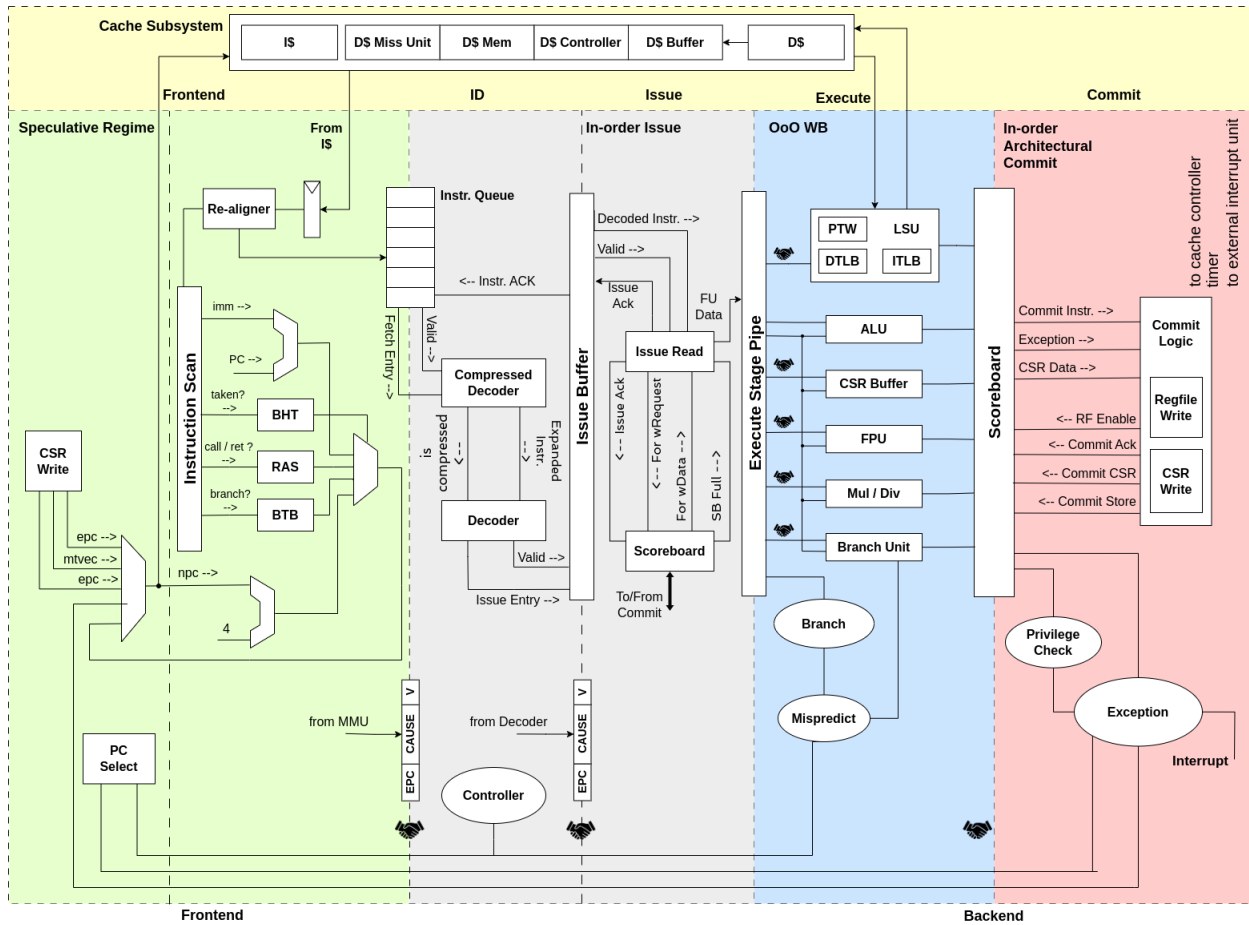 Cache Subsystem
I$
D$ Miss Unit
D$ Mem
D$ Controller
D$ Buffer
D$
Frontend
ID
Issue
Execute
Commit
Speculative Regime
From
I$
In-order Issue
OoO WB
In-order
Architectural
Commit
to cache controller
timer
to external interrupt unit
Re-aligner
Instr. Queue
Decoded Instr. -->
Valid -->
<-- Instr. ACK
Issue
Ack
FU
Data
PTW
LSU
DTLB
ITLB
Instruction Scan
imm -->
PC -->
taken?
-->
BHT
call / ret ?
-->
RAS
branch?
-->
BTB
Fetch Entry -->
Valid -->
Compressed
Decoder
is
compressed
<--
Expanded
Instr.
-->
Decoder
Valid -->
Issue Entry -->
Issue Buffer
Issue Read
<-- Issue Ack
<-- For wRequest
For wData -->
SB Full -->
Scoreboard
To/From
Commit
Execute Stage Pipe
ALU
CSR Buffer
FPU
Mul / Div
Branch Unit
Branch
Mispredict
Scoreboard
Commit Instr. -->
Exception -->
CSR Data -->
<-- RF Enable
<-- Commit Ack
<-- Commit CSR
<-- Commit Store
Commit
Logic
Regfile
Write
CSR
Write
Privilege
Check
Exception
Interrupt
CSR
Write
epc -->
mtvec -->
epc -->
npc -->
4
from MMU
V
CAUSE
EPC
from Decoder
V
CAUSE
EPC
PC
Select
Controller
Frontend
Backend